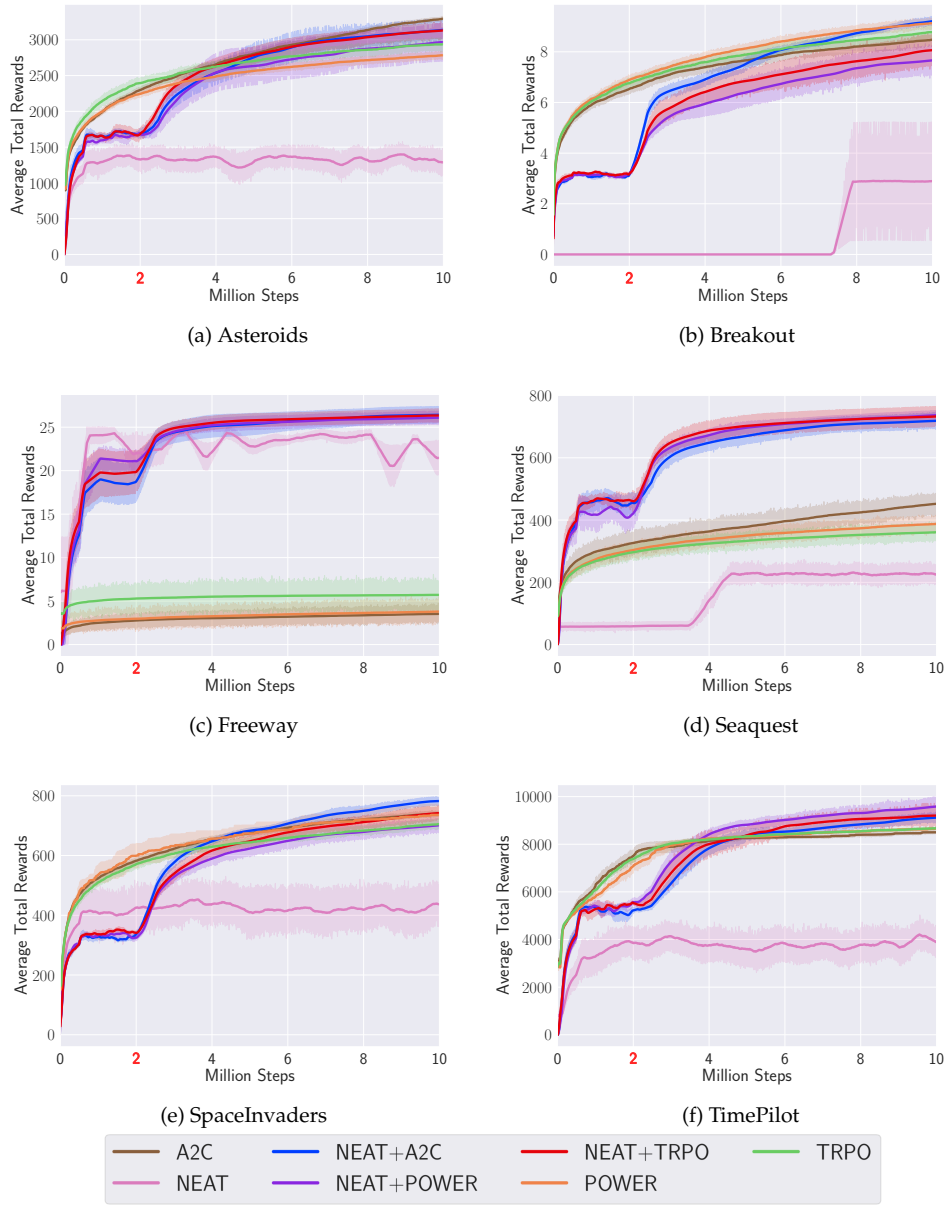 Average Total Rewards
3000
2500
2000
1500
1000
500
0
0 2 4 6 8 10
Million Steps
(a) Asteroids
Average Total Rewards
8
6
4
2
0
0 2 4 6 8 10
Million Steps
(b) Breakout
Average Total Rewards
25
20
15
10
5
0
0 2 4 6 8 10
Million Steps
(c) Freeway
Average Total Rewards
800
600
400
200
0
0 2 4 6 8 10
Million Steps
(d) Seaquest
Average Total Rewards
800
600
400
200
0
0 2 4 6 8 10
Million Steps
(e) SpaceInvaders
Average Total Rewards
10000
8000
6000
4000
2000
0
0 2 4 6 8 10
Million Steps
(f) TimePilot
A2C NEAT+A2C NEAT+TRPO TRPO
NEAT NEAT+POWER POWER